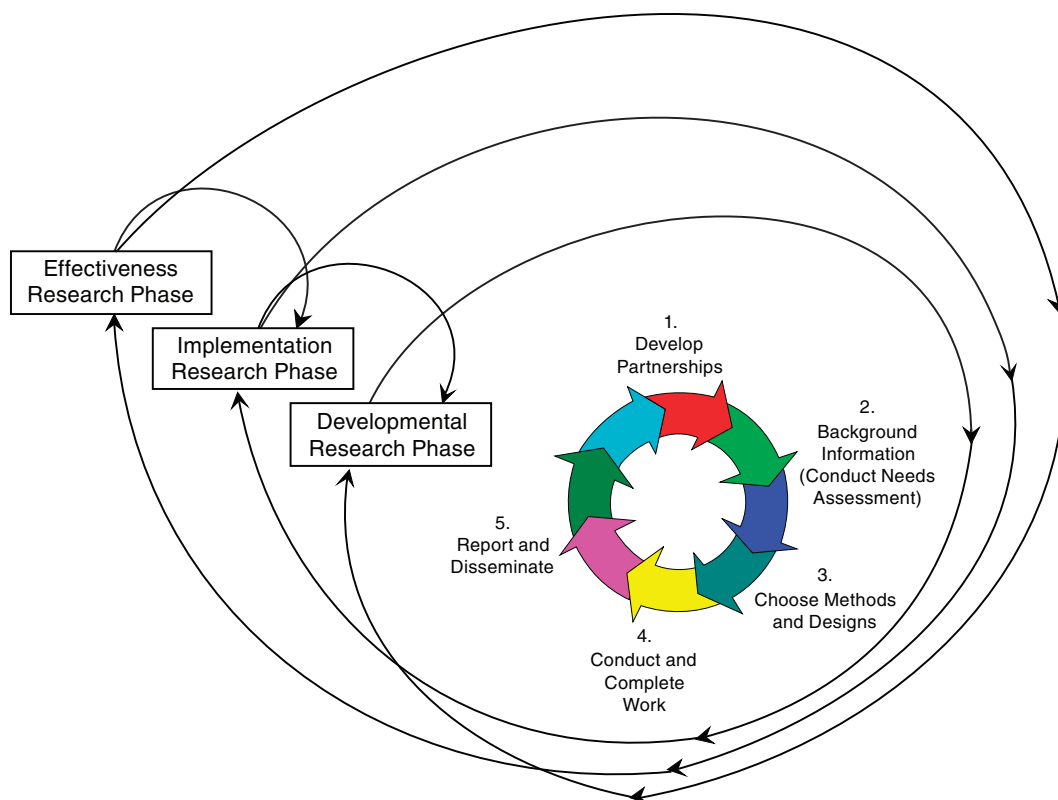 Effectiveness
Research Phase
Implementation
Research Phase
Developmental
Research Phase
1.
Develop
Partnerships
2.
Background
Information
(Conduct Needs
Assessment)
3.
Choose Methods
and Designs
4.
Conduct and
Complete
Work
5.
Report and
Disseminate